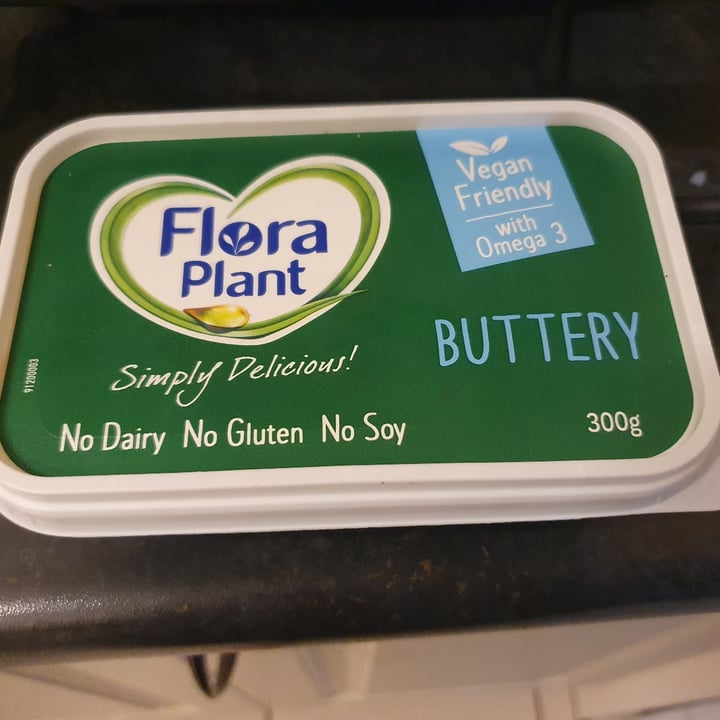 Flora
Plant
Simply Delicious!
No Dairy No Gluten No Soy
Vegan
Friendly
with
Omega 3
BUTTERY
300g
91200003